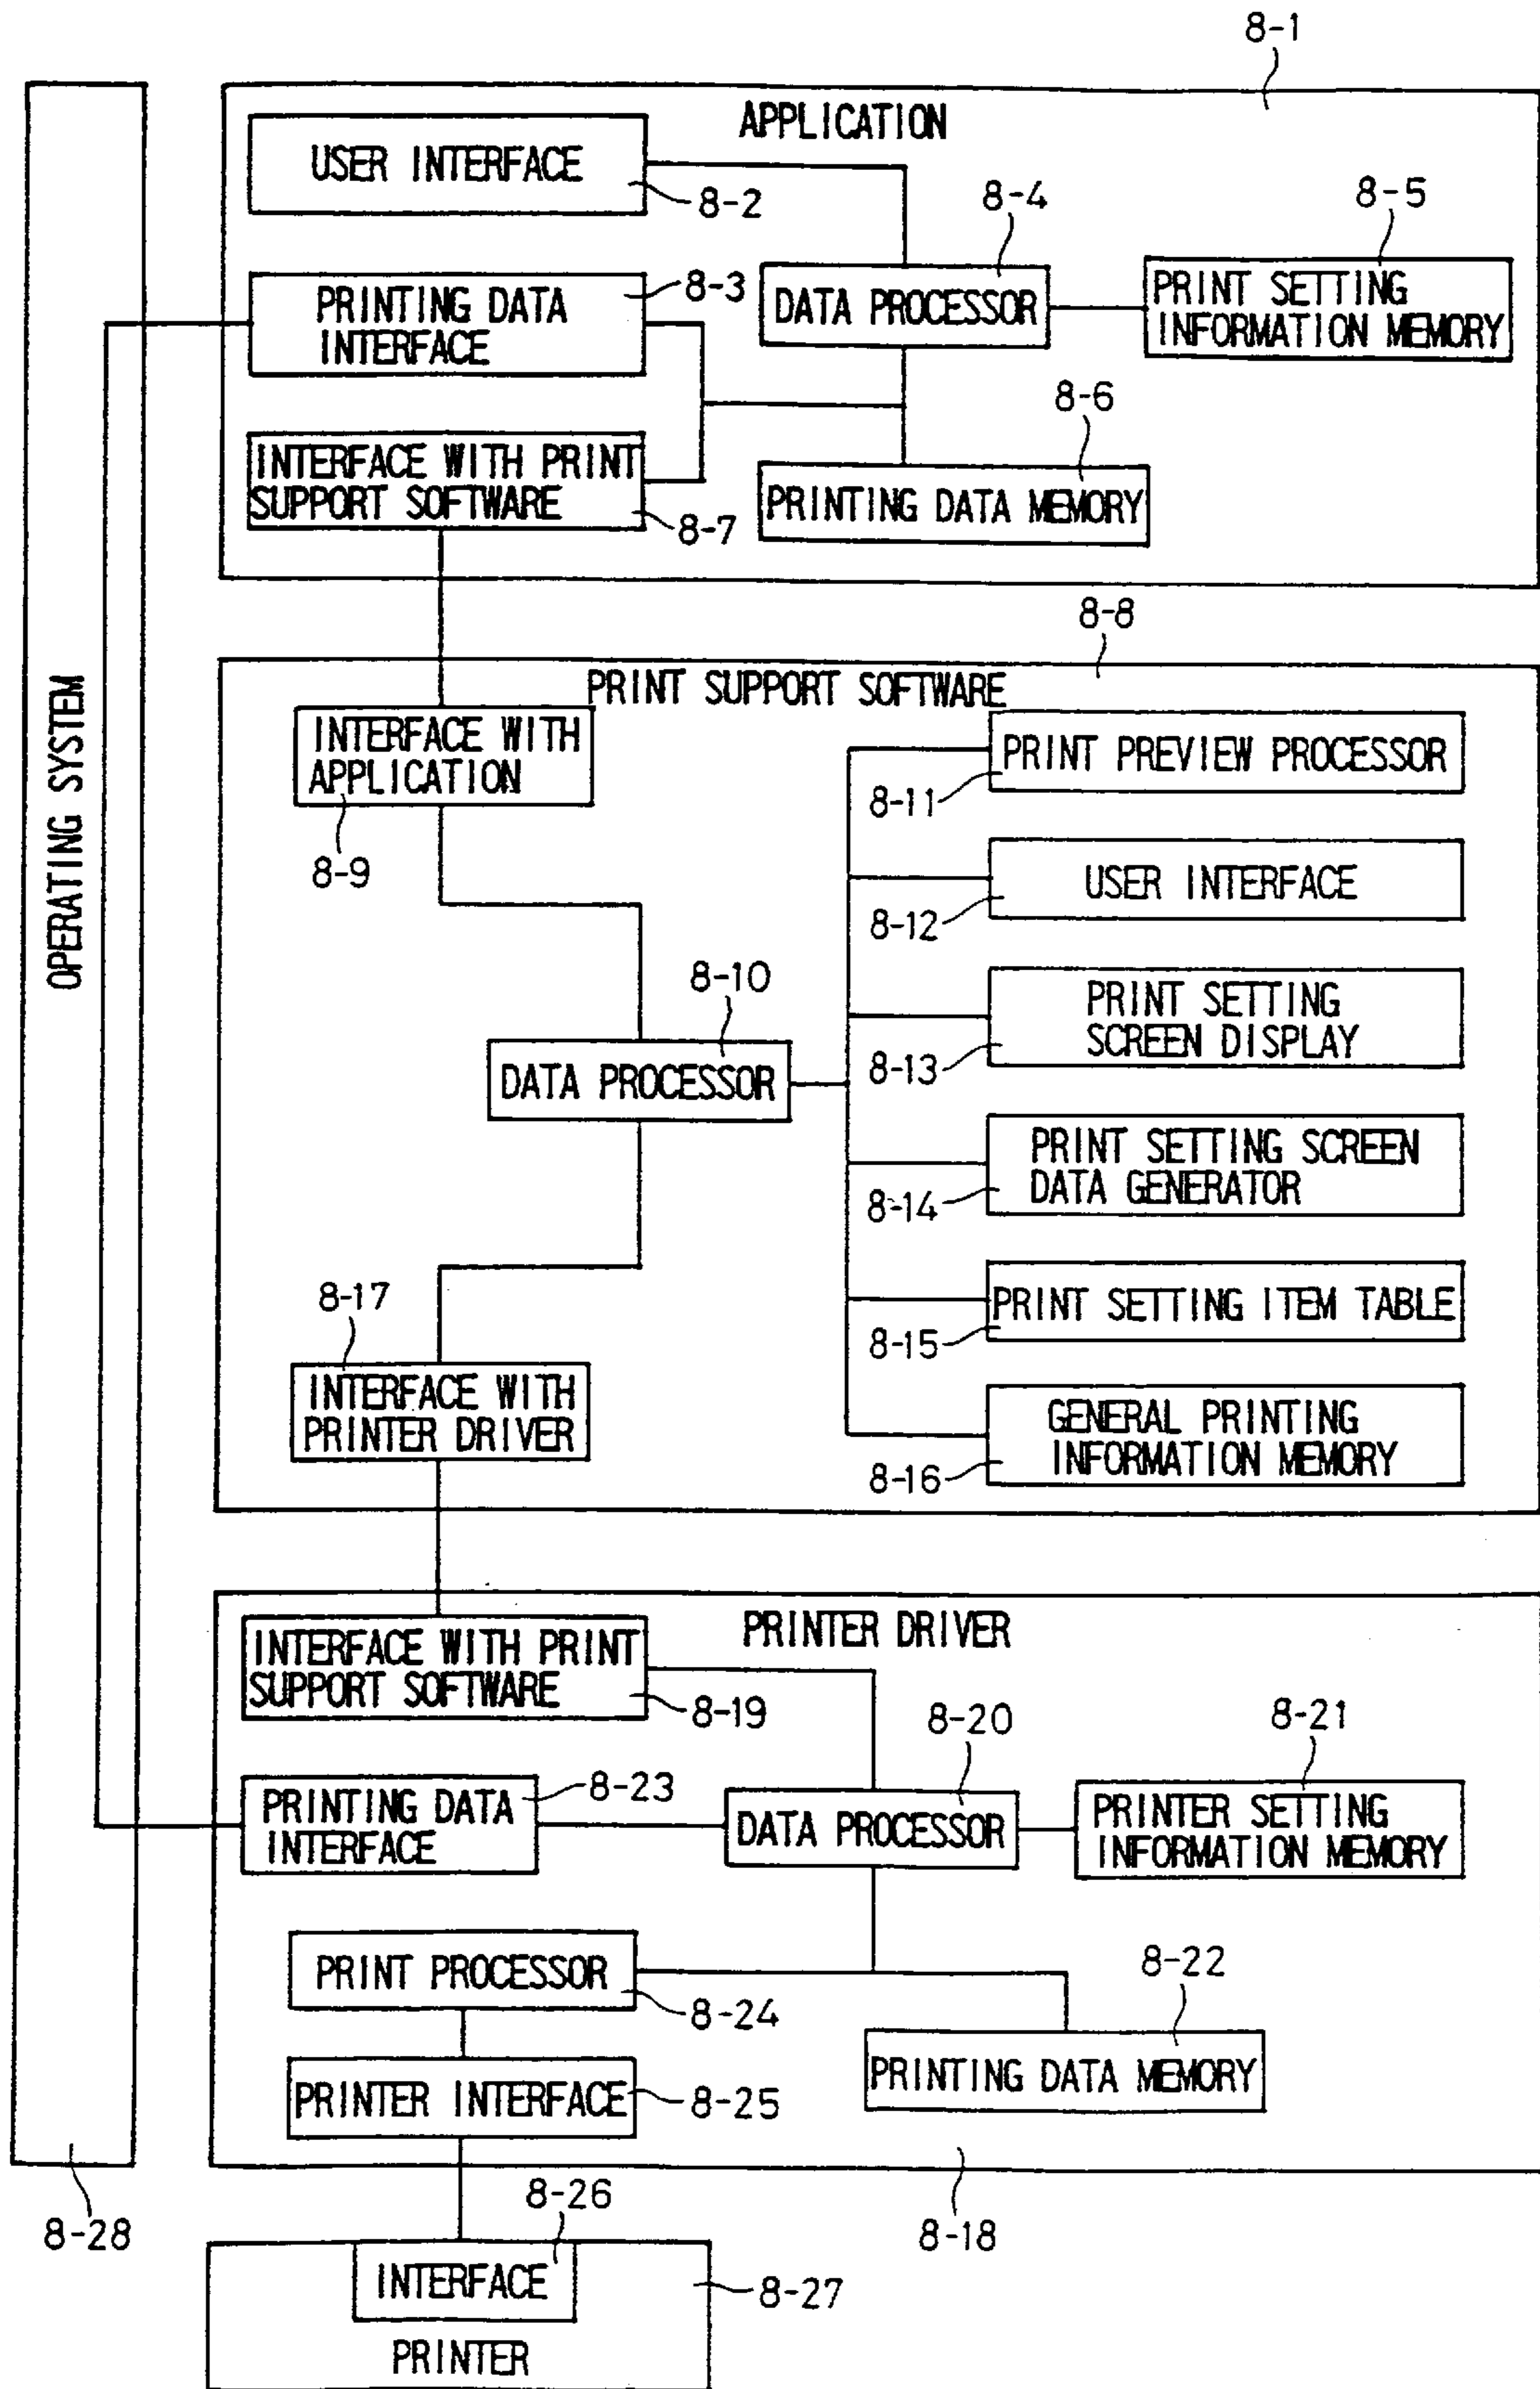 8-1
APPLICATION
USER INTERFACE
8-2
8-4
8-5
8-3
PRINTING DATA
INTERFACE
DATA PROCESSOR
PRINT SETTING
INFORMATION MEMORY
8-6
INTERFACE WITH PRINT
SUPPORT SOFTWARE
8-7
PRINTING DATA MEMORY
OPERATING SYSTEM
8-8
PRINT SUPPORT SOFTWARE
INTERFACE WITH
APPLICATION
8-9
PRINT PREVIEW PROCESSOR
8-11
USER INTERFACE
8-12
8-10
DATA PROCESSOR
PRINT SETTING
SCREEN DISPLAY
8-13
PRINT SETTING SCREEN
DATA GENERATOR
8-14
8-17
PRINT SETTING ITEM TABLE
8-15
INTERFACE WITH
PRINTER DRIVER
GENERAL PRINTING
INFORMATION MEMORY
8-16
PRINTER DRIVER
INTERFACE WITH PRINT
SUPPORT SOFTWARE
8-19
8-20
8-21
8-23
PRINTING DATA
INTERFACE
DATA PROCESSOR
PRINTER SETTING
INFORMATION MEMORY
PRINT PROCESSOR
8-24
8-22
PRINTER INTERFACE
8-25
PRINTING DATA MEMORY
8-28
8-26
8-18
INTERFACE
8-27
PRINTER